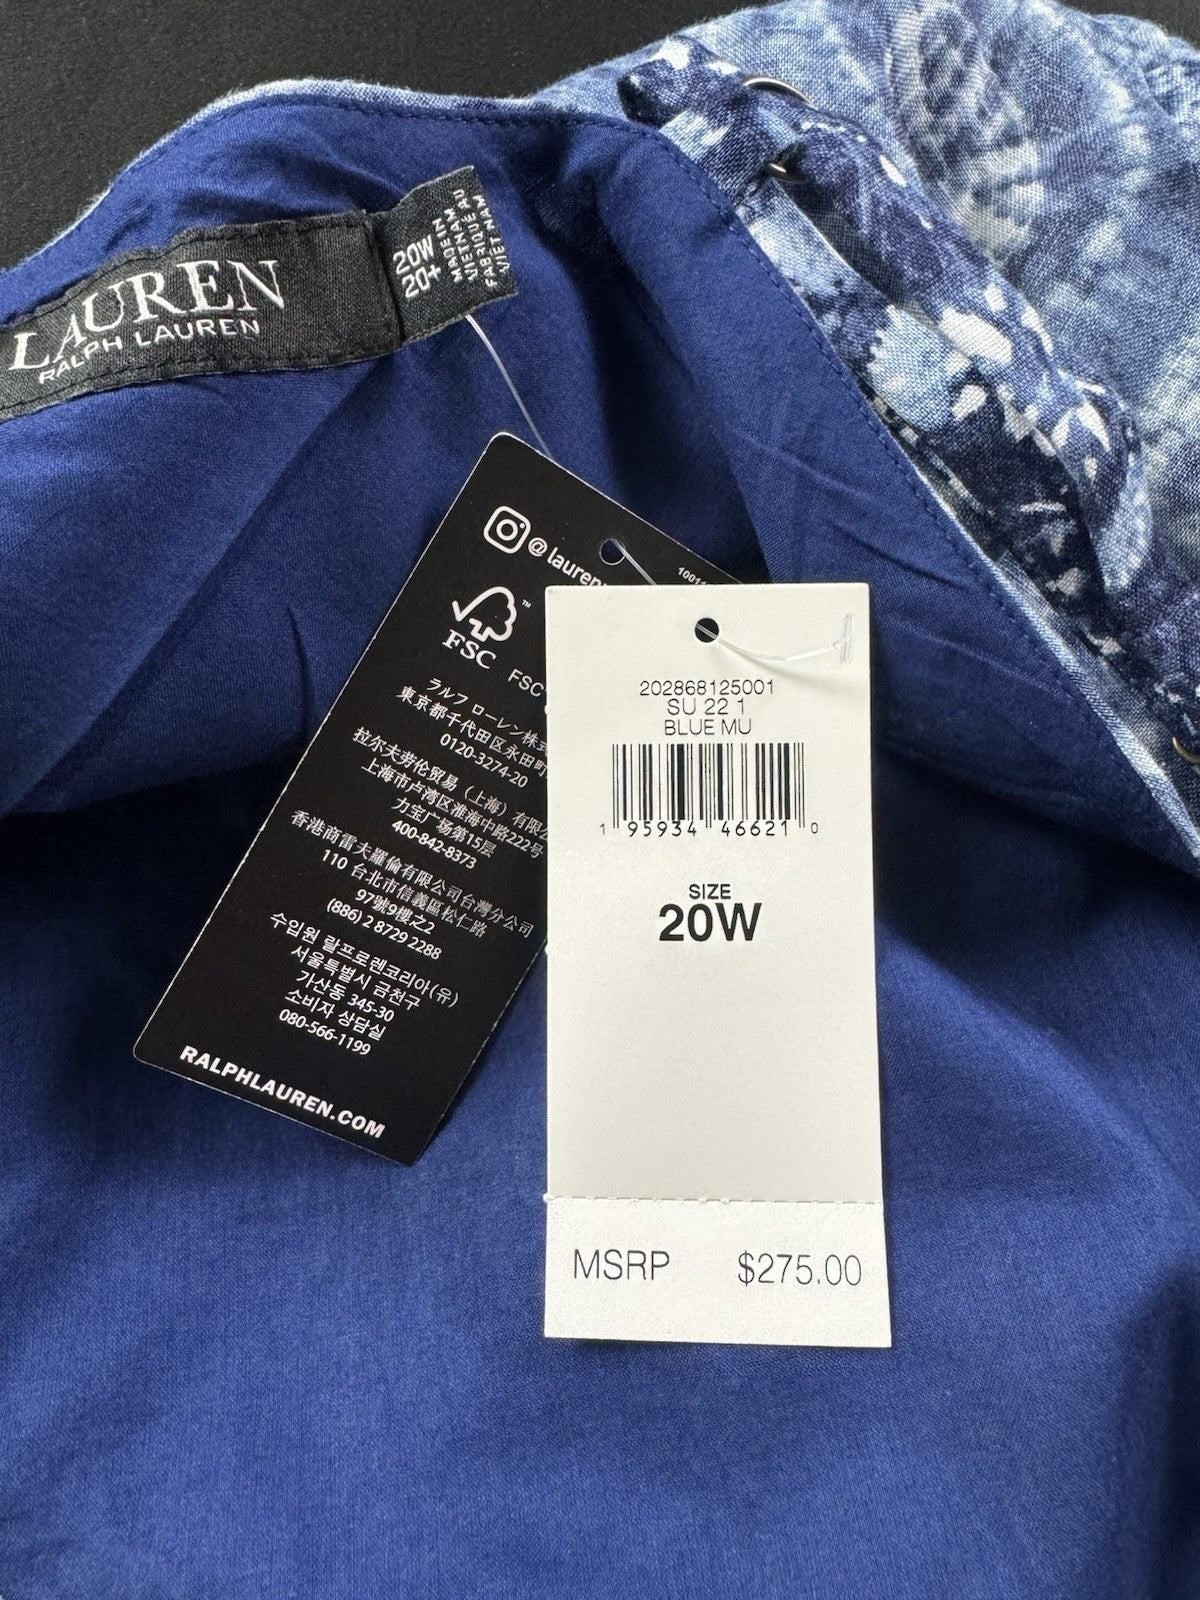 LAUREN
RALPH LAUREN
20W
20+
MADE IN
VIETNAM
FABRIQUÉ AU
VIET NAM
@lauren
10011
FSC
FSC
ラルフ ローレン株式
東京都千代田区永田町
0120-3274-20
拉尔夫劳伦贸易（上海）有限公
上海市卢湾区淮海中路222号
力宝广场第15层
400-842-8373
香港商雷夫羅倫有限公司台灣分公司
110 台北市信義區松仁路
97號9樓之2
(886) 2 8729 2288
수입원 랄프로렌코리아(유)
서울특별시 금천구
가산동 345-30
소비자 상담실
080-566-1199
RALPHLAUREN.COM
202868125001
SU 22 1
BLUE MU
1 95934 46621 0
SIZE
20W
MSRP $275.00